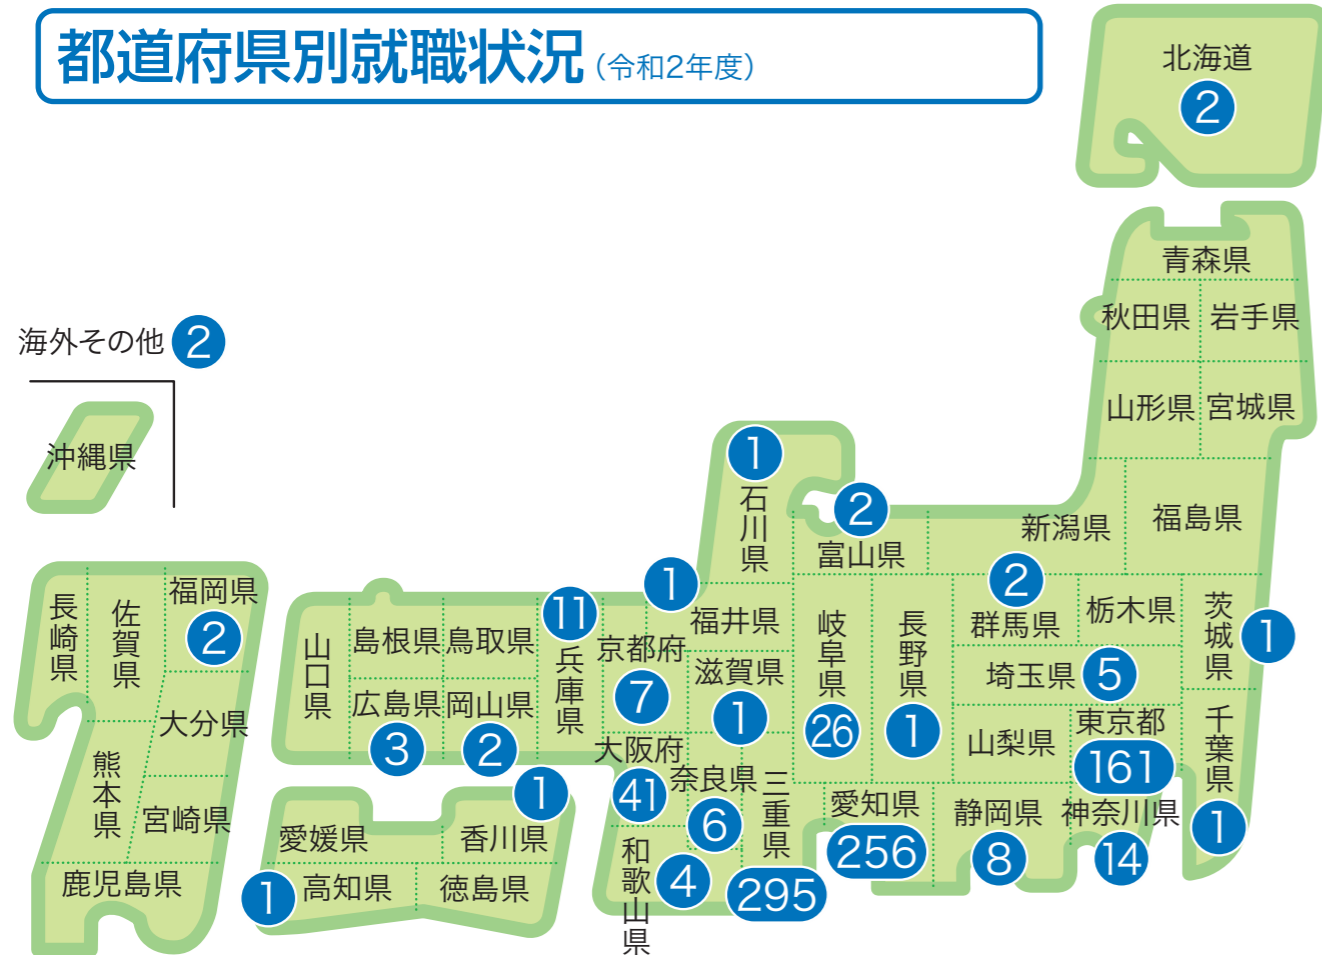 都道府県別就職状況（令和2年度）
北海道
2
青森県
秋田県
岩手県
山形県
宮城県
福島県
海外その他 2
沖縄県
1
石川県
2
富山県
新潟県
1
福井県
岐阜県
26
長野県
1
2
群馬県
栃木県
茨城県
1
埼玉県 5
山梨県
東京都
161
千葉県
1
神奈川県
14
静岡県
8
愛知県
256
三重県
295
滋賀県
1
京都府
7
大阪府
41
奈良県
6
和歌山県
4
11
兵庫県
鳥取県
島根県
岡山県
2
広島県
3
山口県
1
香川県
愛媛県
1
高知県
徳島県
福岡県
2
佐賀県
長崎県
大分県
熊本県
宮崎県
鹿児島県